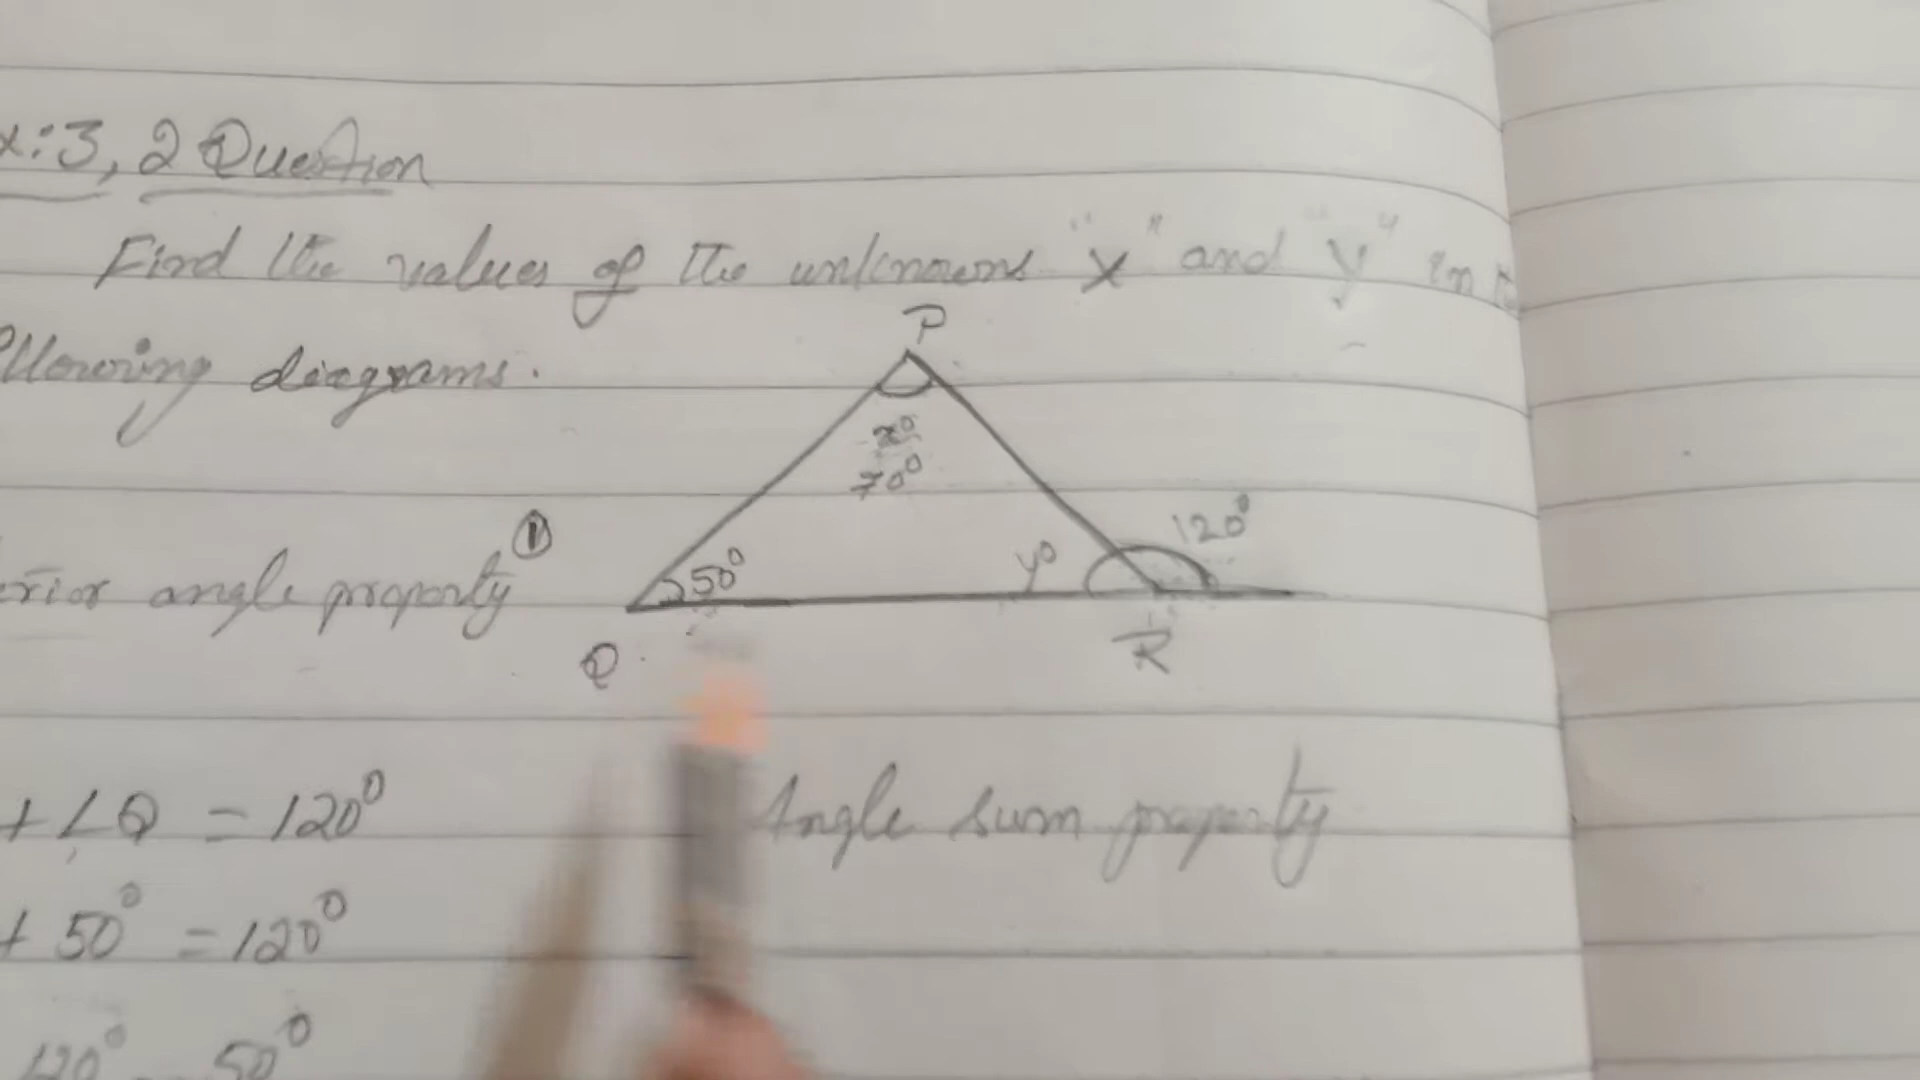 x:3, 2 Question
Find the values of the unknowns "x" and "y" in
llowing diagrams.
P
x°
70°
120°
erior angle property ①
50°
y°
Q
R
+ ∠Q = 120°
Angle sum property
+ 50° = 120°
120° - 50°